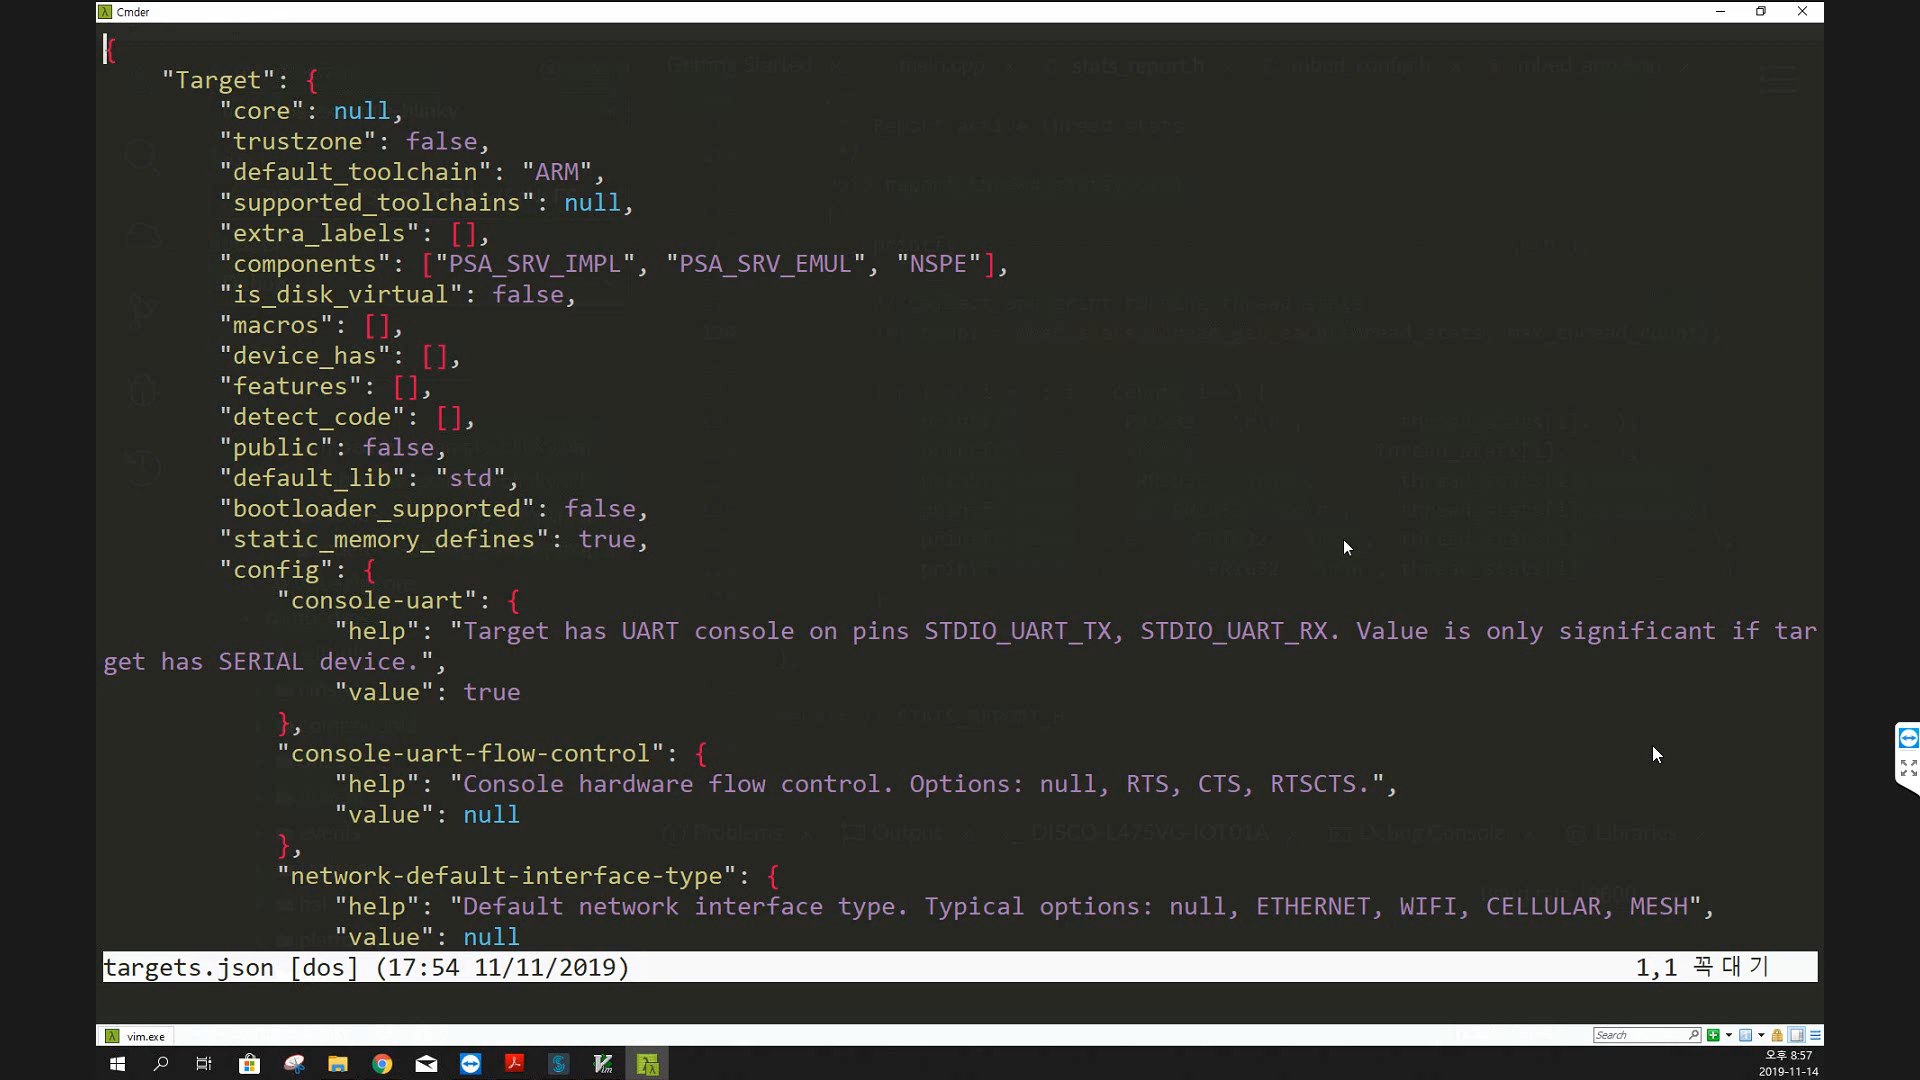 Cmder
{
    "Target": {
        "core": null,
        "trustzone": false,
        "default_toolchain": "ARM",
        "supported_toolchains": null,
        "extra_labels": [],
        "components": ["PSA_SRV_IMPL", "PSA_SRV_EMUL", "NSPE"],
        "is_disk_virtual": false,
        "macros": [],
        "device_has": [],
        "features": [],
        "detect_code": [],
        "public": false,
        "default_lib": "std",
        "bootloader_supported": false,
        "static_memory_defines": true,
        "config": {
            "console-uart": {
                "help": "Target has UART console on pins STDIO_UART_TX, STDIO_UART_RX. Value is only significant if tar
get has SERIAL device.",
                "value": true
            },
            "console-uart-flow-control": {
                "help": "Console hardware flow control. Options: null, RTS, CTS, RTSCTS.",
                "value": null
            },
            "network-default-interface-type": {
                "help": "Default network interface type. Typical options: null, ETHERNET, WIFI, CELLULAR, MESH",
                "value": null
targets.json [dos] (17:54 11/11/2019) 1,1 꼭대기
vim.exe
Search
오후 8:57
2019-11-14